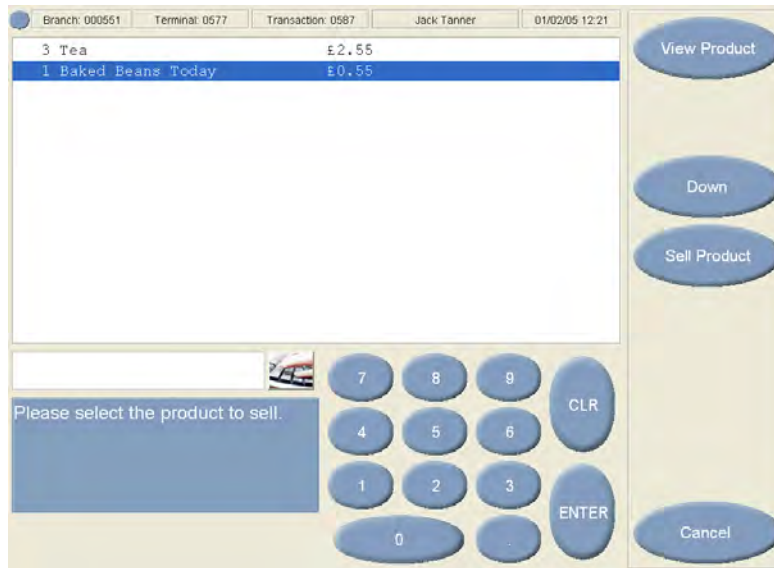 Branch: 000551 Terminal: 0577 Transaction: 0587 Jack Tanner 01/02/05 12:21
3 Tea £2.55
1 Baked Beans Today £0.55
View Product
Down
Sell Product
Please select the product to sell.
7 8 9 CLR
4 5 6
1 2 3 ENTER
0 .
Cancel